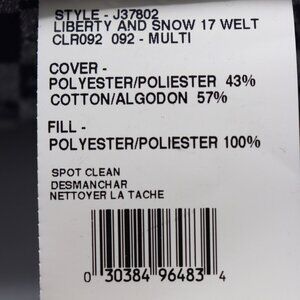 STYLE - J37802
LIBERTY AND SNOW 17 WELT
CLR092 092 - MULTI
COVER -
POLYESTER/POLIESTER 43%
COTTON/ALGODON 57%
FILL -
POLYESTER/POLIESTER 100%
SPOT CLEAN
DESMANCHAR
NETTOYER LA TACHE
0 30384 96483 4